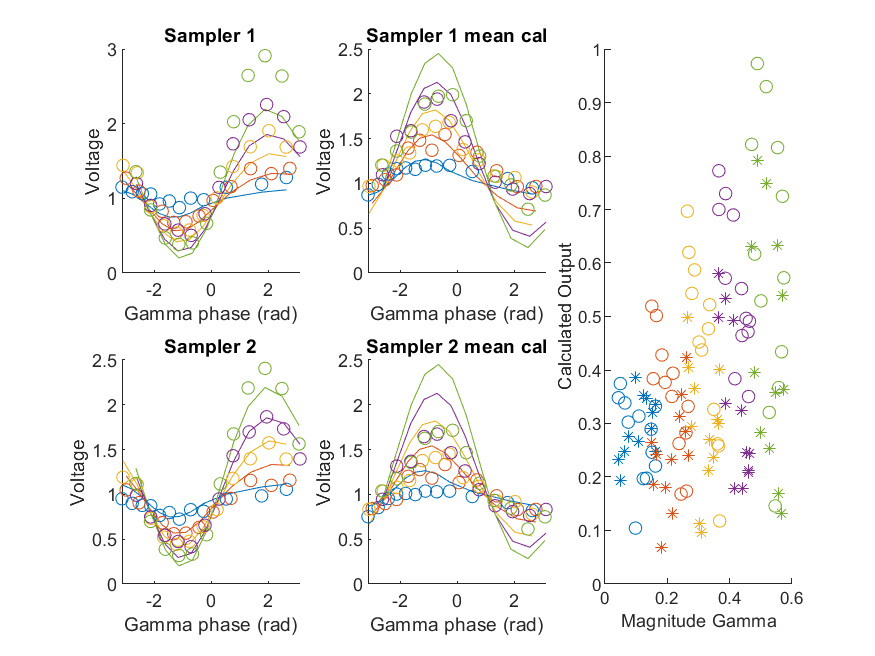 Sampler 1
3
2
1
0
Voltage
-2 0 2
Gamma phase (rad)
Sampler 1 mean cal
2.5
2
1.5
1
0.5
0
Voltage
-2 0 2
Gamma phase (rad)
Sampler 2
2.5
2
1.5
1
0.5
0
Voltage
-2 0 2
Gamma phase (rad)
Sampler 2 mean cal
2.5
2
1.5
1
0.5
0
Voltage
-2 0 2
Gamma phase (rad)
1
0.9
0.8
0.7
0.6
0.5
0.4
0.3
0.2
0.1
0
Calculated Output
0 0.2 0.4 0.6
Magnitude Gamma